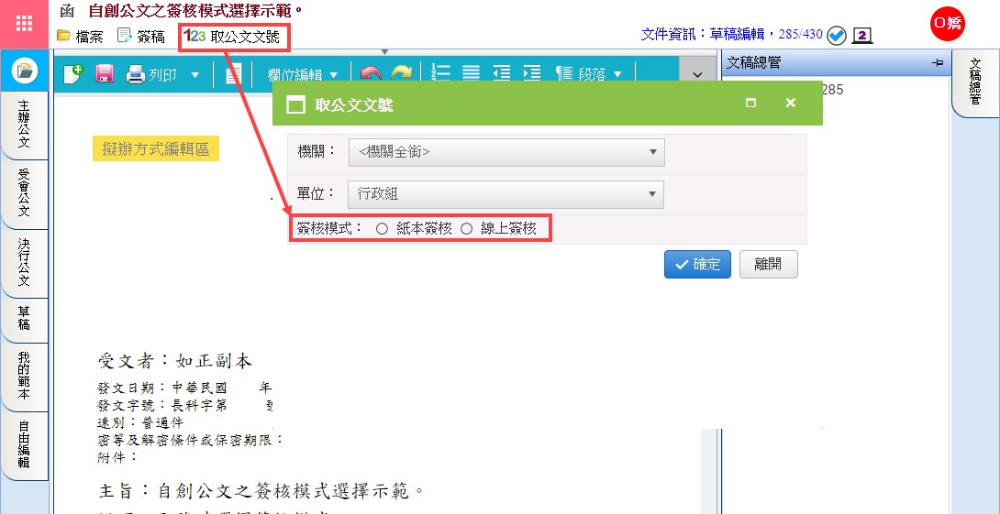 函 自創公文之簽核模式選擇示範。
檔案 簽稿 123 取公文文號
文件資訊：草稿編輯，285/430 2
O嬌
列印 欄位編輯 段落
文稿總管
285
文稿總管
主辦公文
受會公文
決行公文
草稿
我的範本
自由編輯
擬辦方式編輯區
取公文文號
機關： <機關全銜>
單位： 行政組
簽核模式： 紙本簽核 線上簽核
確定 離開
受文者：如正副本
發文日期：中華民國 年
發文字號：長科字第
速別：普通件
密等及解密條件或保密期限：
附件：
主旨：自創公文之簽核模式選擇示範。